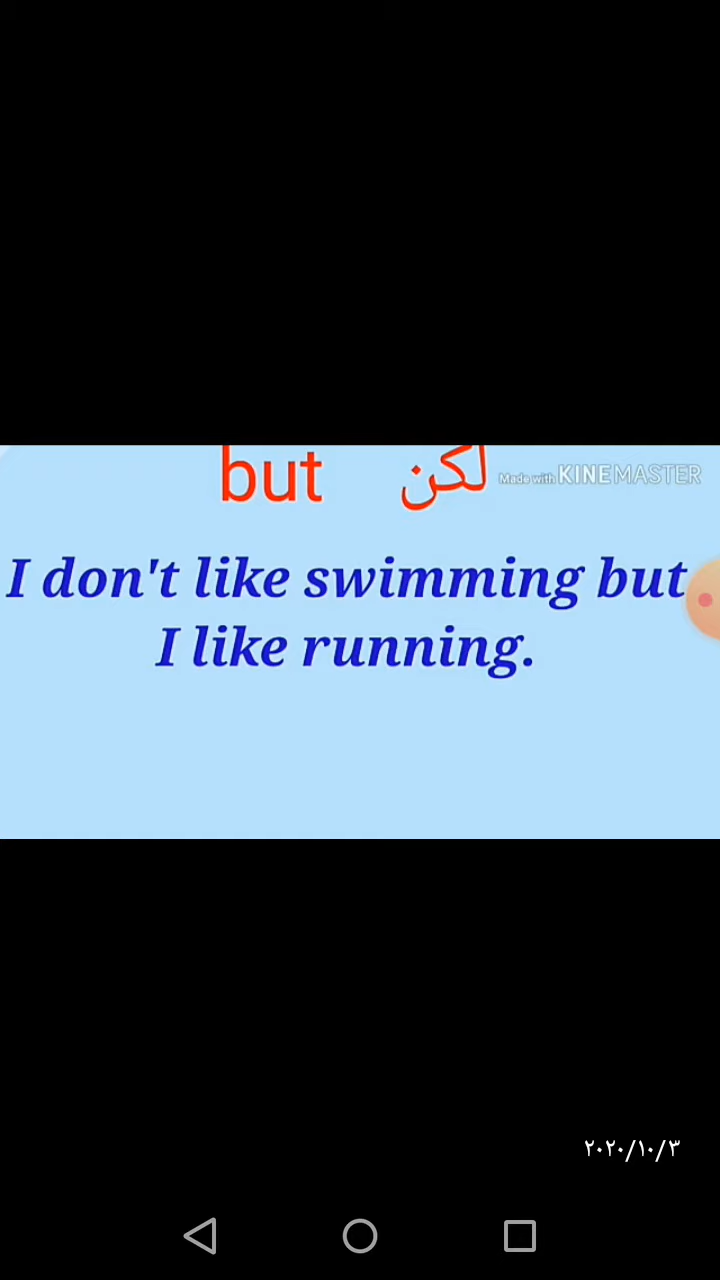 but لكن Made with KINEMASTER
I don't like swimming but
I like running.
٢٠٢٠/١٠/٣